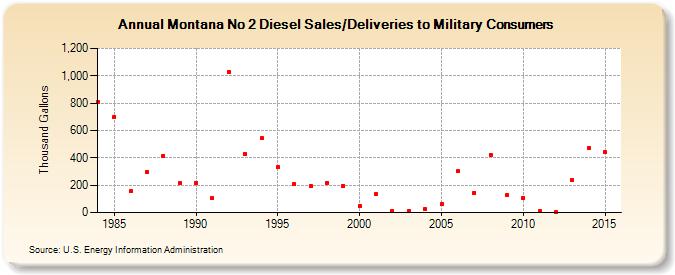 Annual Montana No 2 Diesel Sales/Deliveries to Military Consumers
Thousand Gallons
1,200
1,000
800
600
400
200
0
1985 1990 1995 2000 2005 2010 2015
Source: U.S. Energy Information Administration